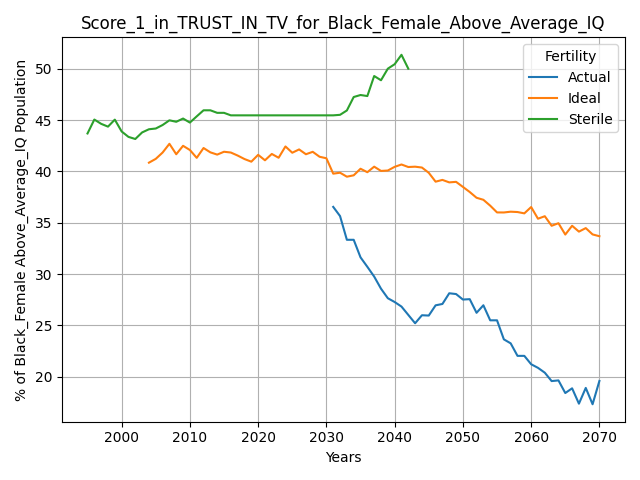 Score_1_in_TRUST_IN_TV_for_Black_Female_Above_Average_IQ
% of Black_Female Above_Average_IQ Population
50
45
40
35
30
25
20
Fertility
Actual
Ideal
Sterile
2000 2010 2020 2030 2040 2050 2060 2070
Years